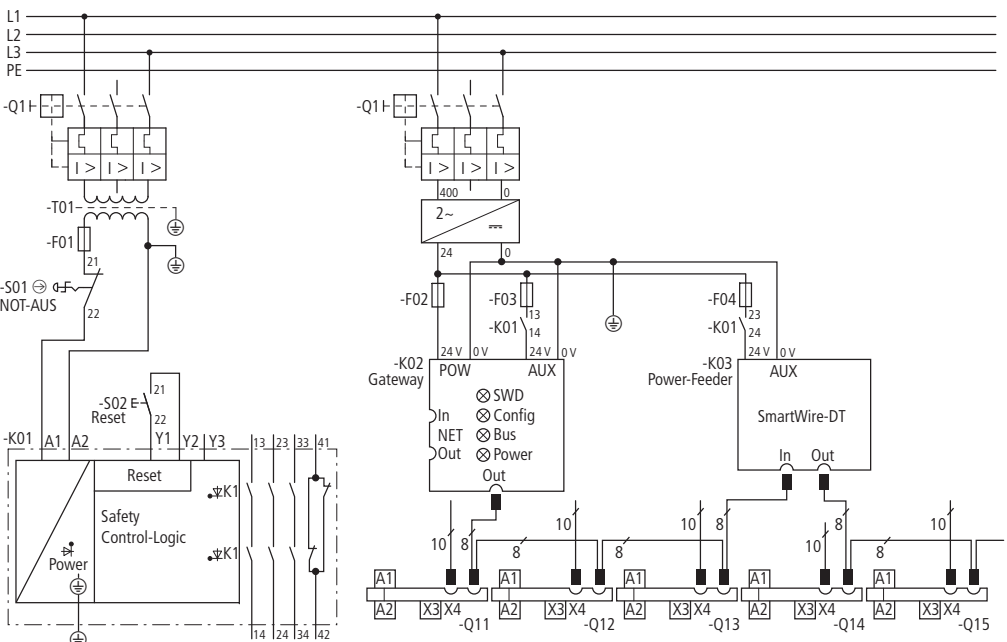 L1
L2
L3
PE
-Q1
I > I > I >
-T01
-F01
21
-S01
NOT-AUS
22
-S02
Reset
21
22
-K01 A1 A2 Y1 Y2 Y3
13 23 33 41
Reset
Safety
Control-Logic
K1
K1
Power
14 24 34 42
-Q1
I > I > I >
400 0
2~
24 0
-F02 -F03 -F04
13
-K01
14
23
-K01
24
-K02
Gateway
24 V 0 V 24 V 0 V
POW AUX
SWD
In Config
NET Bus
Out Power
Out
-K03
Power-Feeder
24 V 0 V
AUX
SmartWire-DT
In Out
10 8 8 10 8 10 8 10 8 8 10
A1 A1 A1 A1 A1
A2 X3 X4 A2 X3 X4 A2 X3 X4 A2 X3 X4 A2 X3 X4
-Q11 -Q12 -Q13 -Q14 -Q15